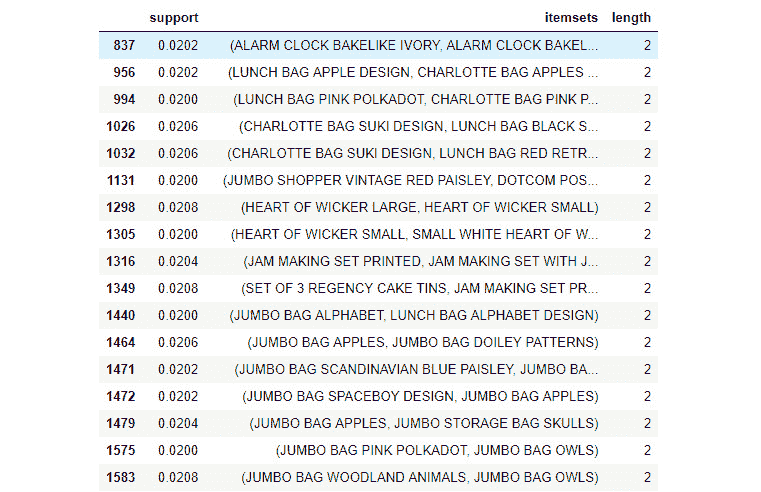 support itemsets length
837 0.0202 (ALARM CLOCK BAKELIKE IVORY, ALARM CLOCK BAKEL... 2
956 0.0202 (LUNCH BAG APPLE DESIGN, CHARLOTTE BAG APPLES ... 2
994 0.0200 (LUNCH BAG PINK POLKADOT, CHARLOTTE BAG PINK P... 2
1026 0.0206 (CHARLOTTE BAG SUKI DESIGN, LUNCH BAG BLACK S... 2
1032 0.0206 (CHARLOTTE BAG SUKI DESIGN, LUNCH BAG RED RETR... 2
1131 0.0200 (JUMBO SHOPPER VINTAGE RED PAISLEY, DOTCOM POS... 2
1298 0.0208 (HEART OF WICKER LARGE, HEART OF WICKER SMALL) 2
1305 0.0200 (HEART OF WICKER SMALL, SMALL WHITE HEART OF W... 2
1316 0.0204 (JAM MAKING SET PRINTED, JAM MAKING SET WITH J... 2
1349 0.0208 (SET OF 3 REGENCY CAKE TINS, JAM MAKING SET PR... 2
1440 0.0200 (JUMBO BAG ALPHABET, LUNCH BAG ALPHABET DESIGN) 2
1464 0.0206 (JUMBO BAG APPLES, JUMBO BAG DOILEY PATTERNS) 2
1471 0.0202 (JUMBO BAG SCANDINAVIAN BLUE PAISLEY, JUMBO BA... 2
1472 0.0202 (JUMBO BAG SPACEBOY DESIGN, JUMBO BAG APPLES) 2
1479 0.0204 (JUMBO BAG APPLES, JUMBO STORAGE BAG SKULLS) 2
1575 0.0200 (JUMBO BAG PINK POLKADOT, JUMBO BAG OWLS) 2
1583 0.0208 (JUMBO BAG WOODLAND ANIMALS, JUMBO BAG OWLS) 2